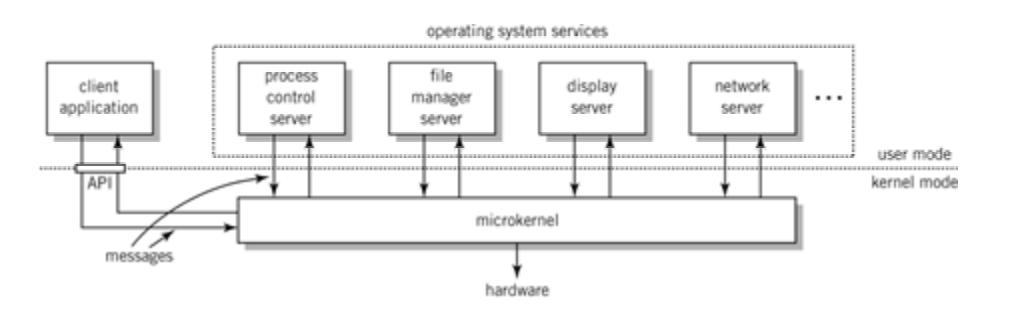 operating system services
client
application
process
control
server
file
manager
server
display
server
network
server
...
user mode
API
kernel mode
microkernel
messages
hardware